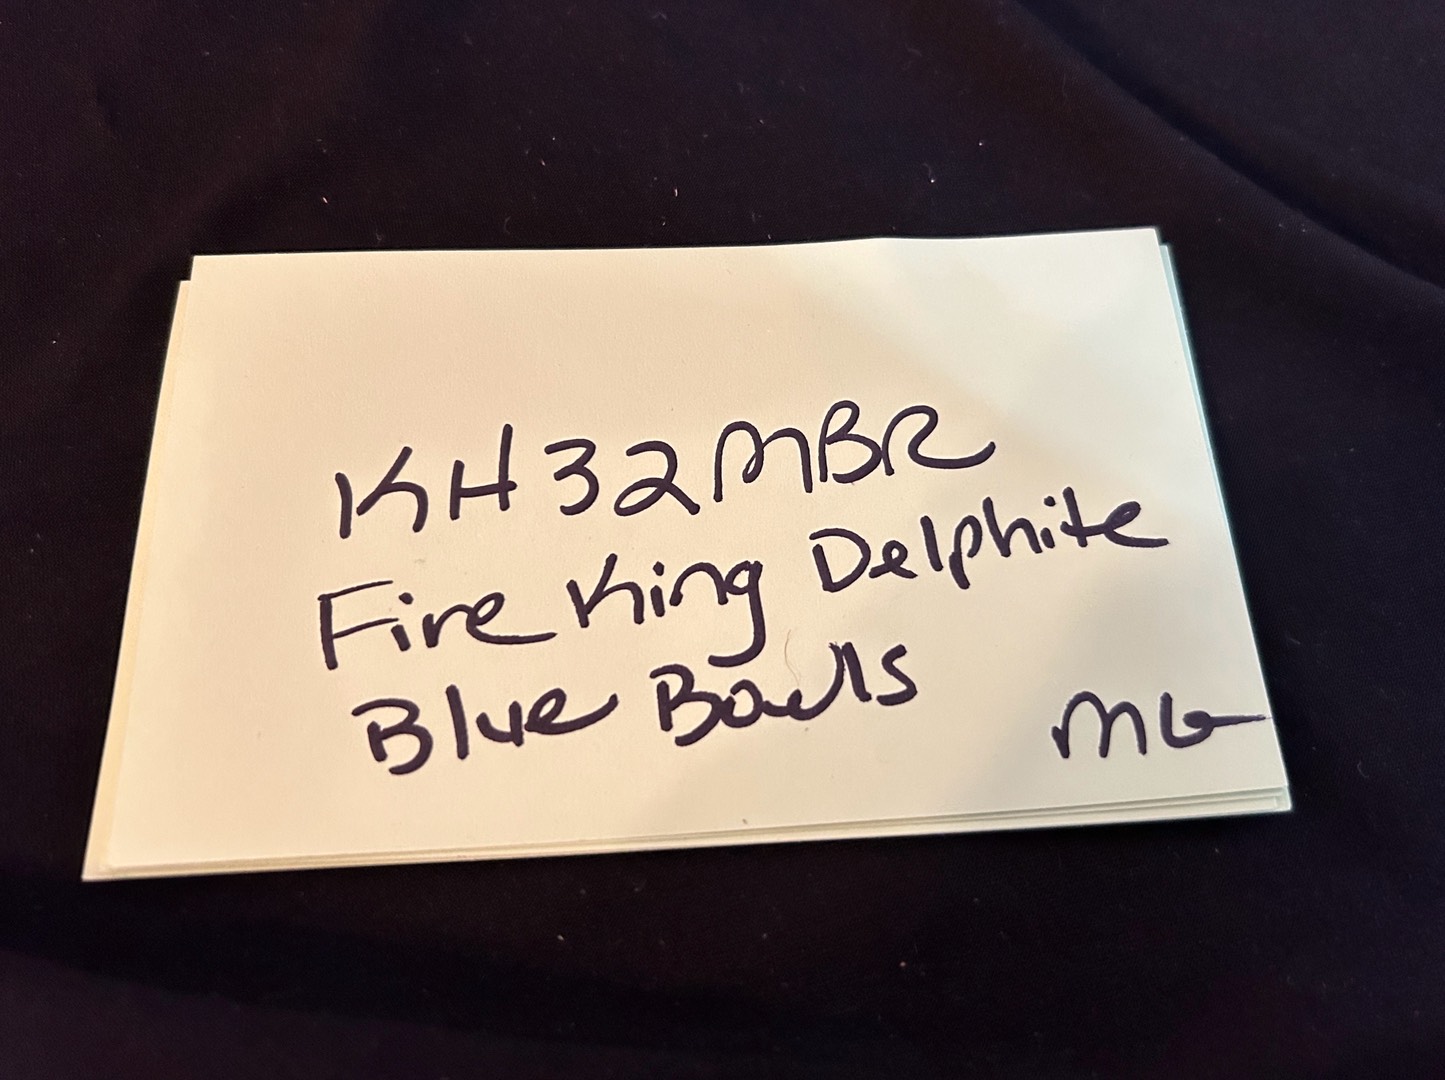 KH32MBR
Fire King Delphite
Blue Bowls
MG